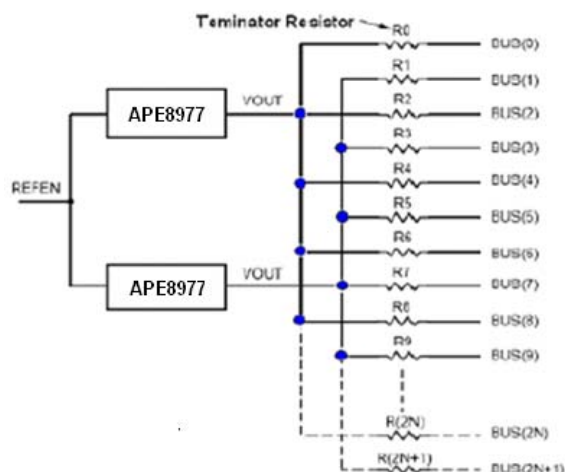 Teminator Resistor
R0 BUS(0)
R1 BUS(1)
APE8977 VOUT R2 BUS(2)
R3 BUS(3)
REFEN R4 BUS(4)
R5 BUS(5)
R6 BUS(6)
APE8977 VOUT R7 BUS(7)
R8 BUS(8)
R9 BUS(9)
R(2N) BUS(2N)
R(2N+1) BUS(2N+1)